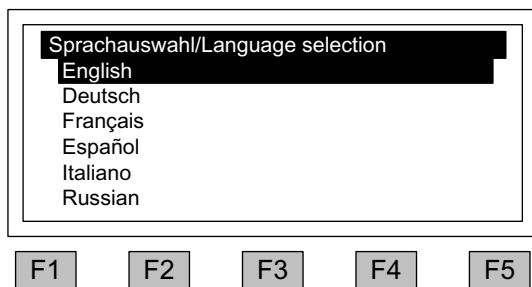 Sprachauswahl/Language selection
English
Deutsch
Français
Español
Italiano
Russian
F1 F2 F3 F4 F5